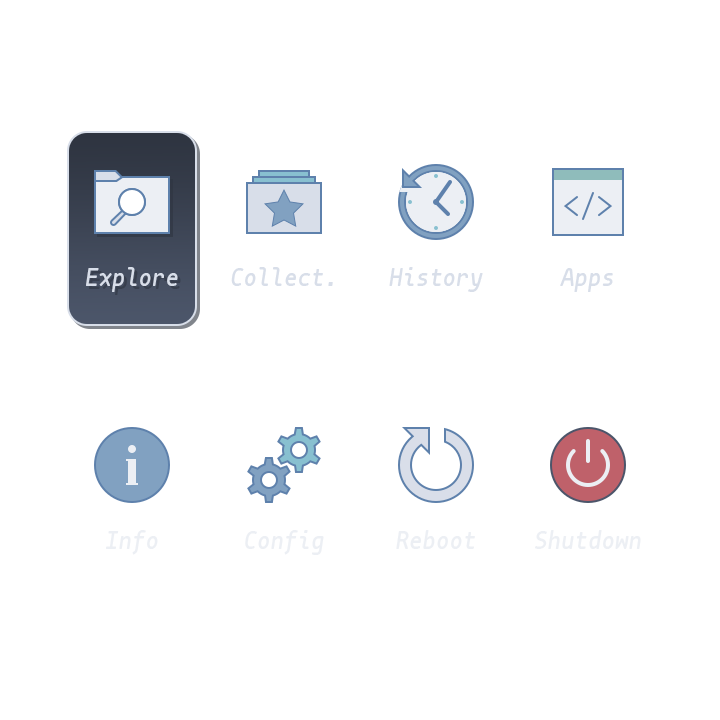 Explore
Collect.
History
Apps
</>
i
Info
Config
Reboot
Shutdown